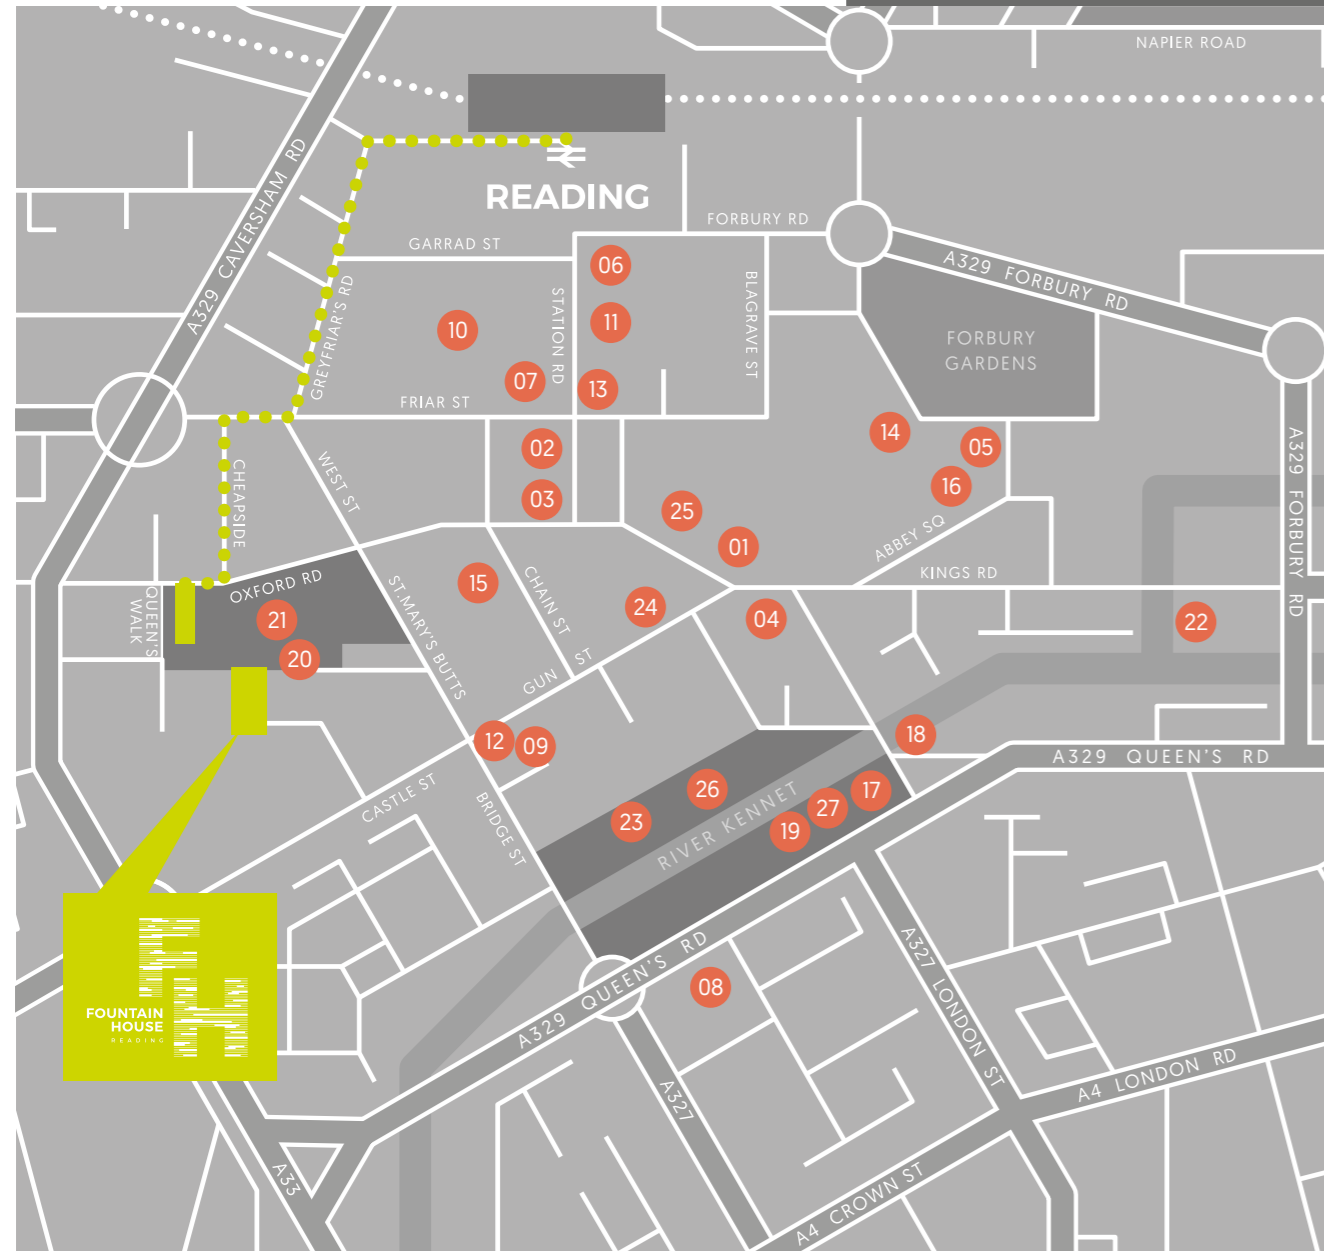 NAPIER ROAD
READING
FORBURY RD
GARRAD ST
A329 CAVERSHAM RD
A329 FORBURY RD
06
BLAGRAVE ST
STATION RD
GREYFRIAR'S RD
11
10
FORBURY
GARDENS
07
13
FRIAR ST
14
05
02
A329 FORBURY RD
CHEAPSIDE
WEST ST
16
03
25
ABBEY SQ
01
KINGS RD
OXFORD RD
15
CHAIN ST
QUEEN'S
WALK
24
04
21
22
ST.MARY'S BUTTS
20
GUN ST
12
09
18
A329 QUEEN'S RD
CASTLE ST
BRIDGE ST
26
17
27
23
19
RIVER KENNET
A329 QUEEN'S RD
08
A327 LONDON ST
FOUNTAIN
HOUSE
READING
FH
A327
A4 LONDON RD
A33
A4 CROWN ST